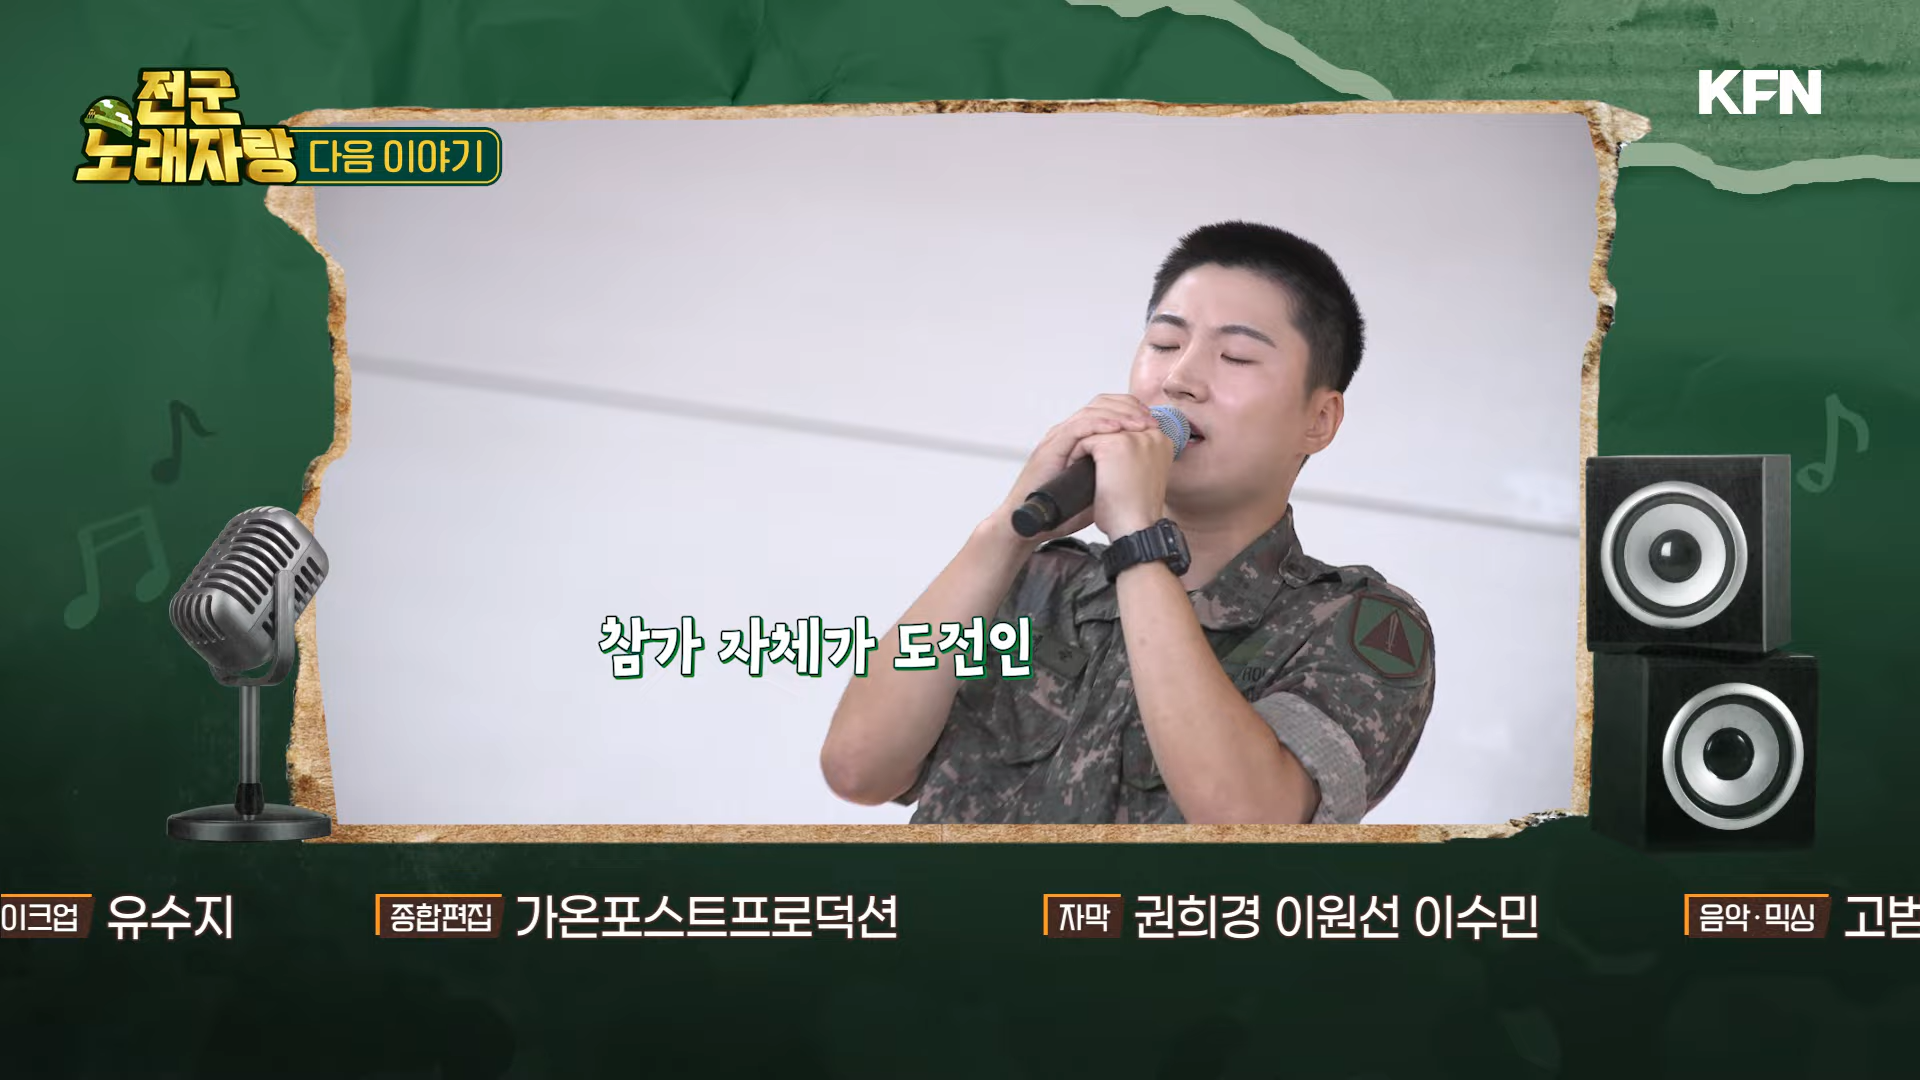 전군
노래자랑
다음 이야기
KFN
참가 자체가 도전인
이크업 유수지
종합편집 가온포스트프로덕션
자막 권희경 이원선 이수민
음악·믹싱 고범